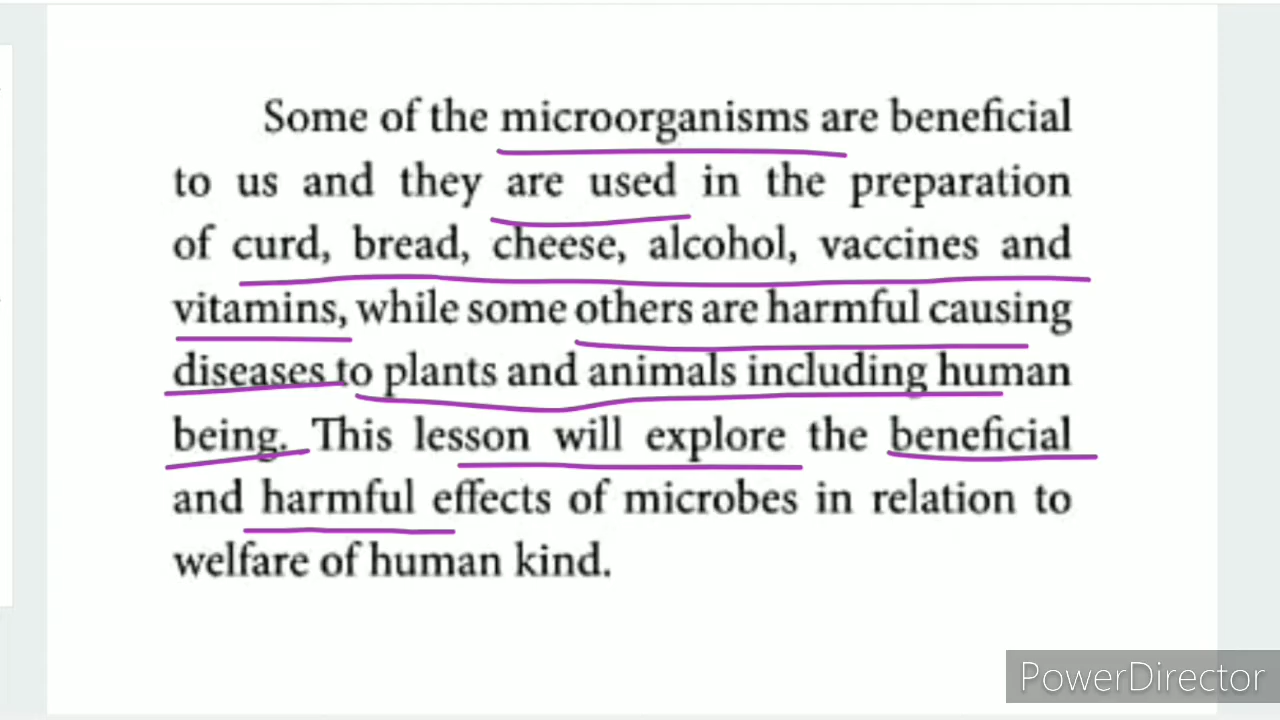 Some of the microorganisms are beneficial
to us and they are used in the preparation
of curd, bread, cheese, alcohol, vaccines and
vitamins, while some others are harmful causing
diseases to plants and animals including human
being. This lesson will explore the beneficial
and harmful effects of microbes in relation to
welfare of human kind.
PowerDirector